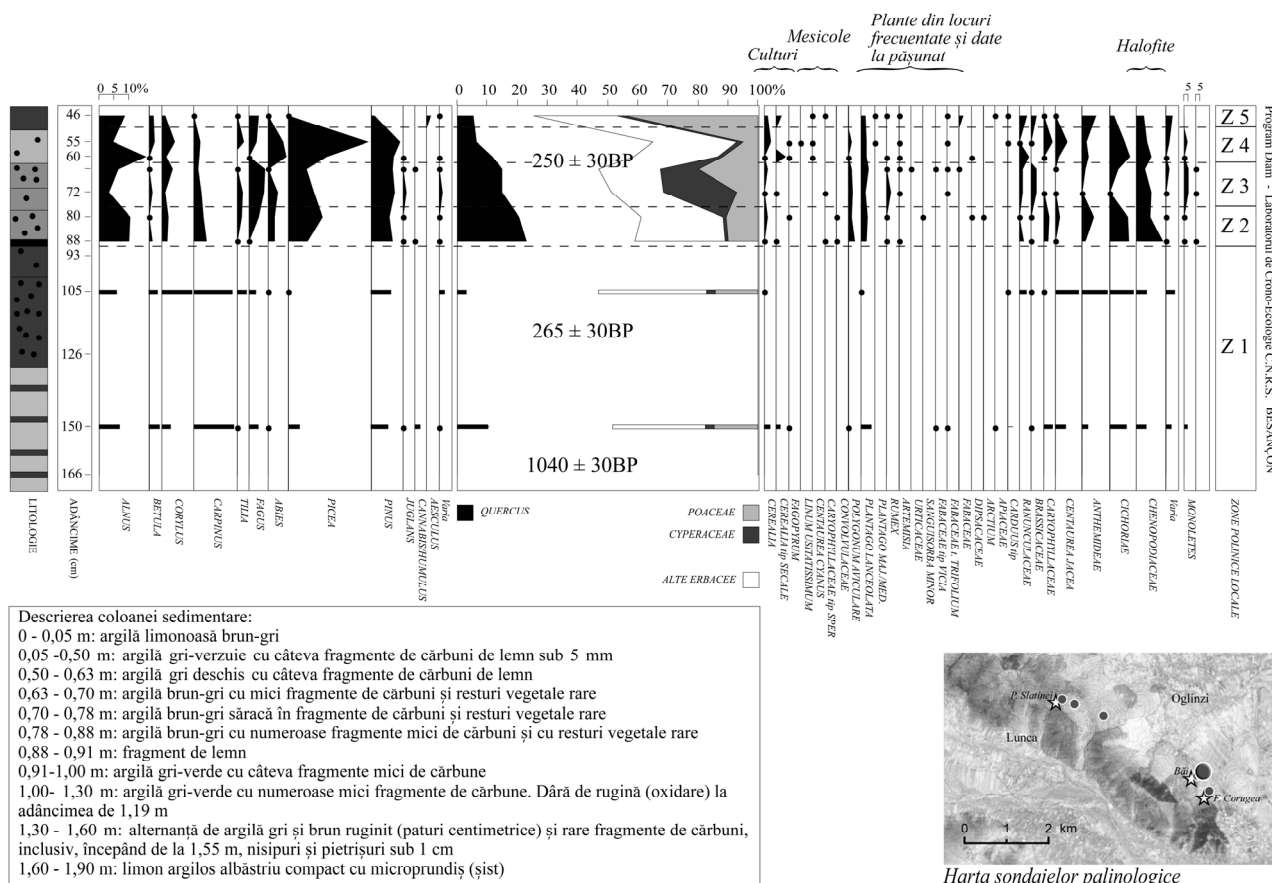 Plante din locuri
frecventate și date
la pășunat
Mesicole
Culturi
Halofite
0 5 10%
0 10 20 30 40 50 60 70 80 90 100%
5 5
46
55
60
72
80
88
93
105
126
150
166
250 ± 30BP
265 ± 30BP
1040 ± 30BP
Z 5
Z 4
Z 3
Z 2
Z 1
Program Diam - Laboratorul de Crono-Ecologie C.N.R.S. BESANÇON
LITOLOGIE
ADÂNCIME (cm)
ALNUS
BETULA
CORYLUS
CARPINUS
TILIA
FAGUS
ABIES
PICEA
PINUS
JUGLANS
CANNABIS/HUMULUS
AESCULUS
Varia
QUERCUS
POACEAE
CYPERACEAE
ALTE ERBACEE
CEREALIA
CEREALIA tip SECALE
FAGOPYRUM
LINUM USTATISSIMUM
CENTAUREA CYANUS
CARYOPHYLLACEAE tip SPER
CONVOLVULACEAE
POLYGONUM AVICULARE
PLANTAGO LANCEOLATA
PLANTAGO MAJ/MED.
RUMEX
ARTEMISIA
URTICACEAE
SANGUISORBA MINOR
FABACEAE tip VICIA
FABACEAE t. TRIFOLIUM
FABACEAE
DIPSACACEAE
ARCTIUM
APIACEAE
CARDUUS tip
RANUNCULACEAE
BRASSICACEAE
CARYOPHYLLACEAE
CENTAUREA JACEA
ANTHEMIDEAE
CICHORIAE
CHENOPODIACEAE
Varia
MONOLETES
ZONE POLINICE LOCALE
Descrierea coloanei sedimentare:
0 - 0,05 m: argilă limonoasă brun-gri
0,05 -0,50 m: argilă gri-verzuie cu câteva fragmente de cărbuni de lemn sub 5 mm
0,50 - 0,63 m: argilă gri deschis cu câteva fragmente de cărbuni de lemn
0,63 - 0,70 m: argilă brun-gri cu mici fragmente de cărbuni și resturi vegetale rare
0,70 - 0,78 m: argilă brun-gri săracă în fragmente de cărbuni și resturi vegetale rare
0,78 - 0,88 m: argilă brun-gri cu numeroase fragmente mici de cărbuni și cu resturi vegetale rare
0,88 - 0,91 m: fragment de lemn
0,91-1,00 m: argilă gri-verde cu câteva fragmente mici de cărbune
1,00- 1,30 m: argilă gri-verde cu numeroase mici fragmente de cărbune. Dâră de rugină (oxidare) la
adâncimea de 1,19 m
1,30 - 1,60 m: alternanță de argilă gri și brun ruginit (paturi centimetrice) și rare fragmente de cărbuni,
inclusiv, începând de la 1,55 m, nisipuri și pietrișuri sub 1 cm
1,60 - 1,90 m: limon argilos albăstriu compact cu microprundiș (șist)
P. Slatinei
Oglinzi
Lunca
Băi
F. Corugea
0 1 2 km
Harta sondajelor palinologice